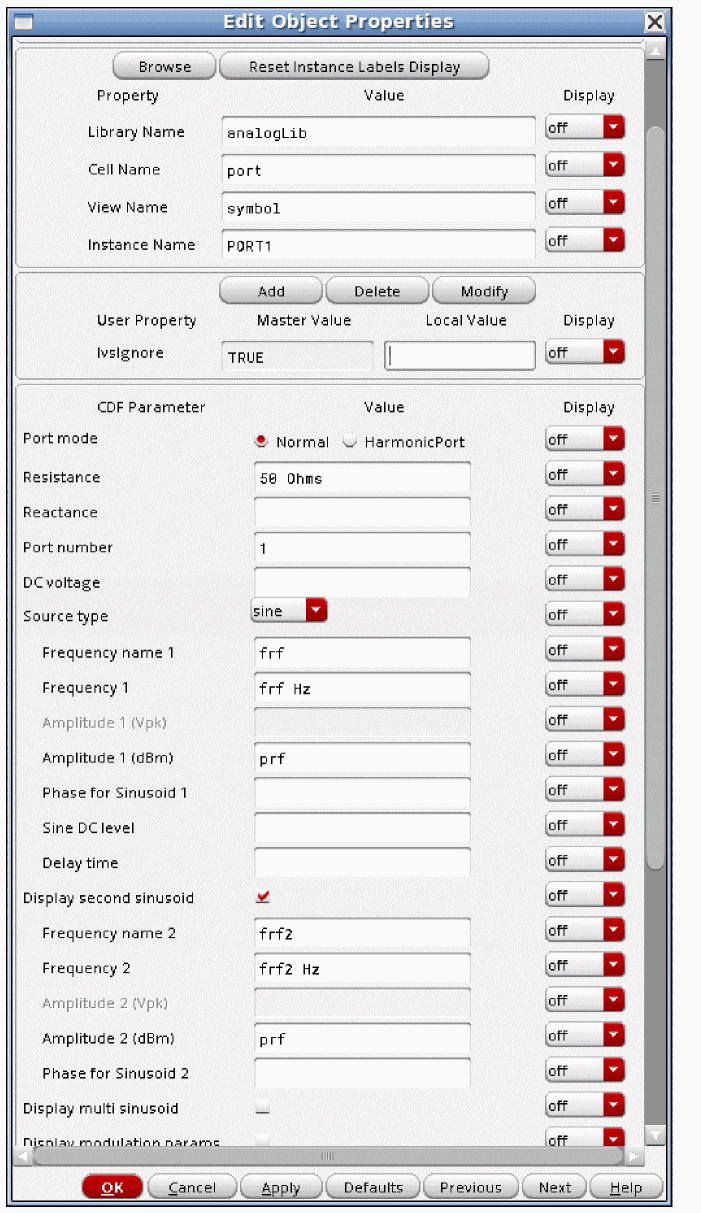 Edit Object Properties
Browse Reset Instance Labels Display
Property Value Display
Library Name analogLib off
Cell Name port off
View Name symbol off
Instance Name PORT1 off
Add Delete Modify
User Property Master Value Local Value Display
lvsIgnore TRUE off
CDF Parameter Value Display
Port mode Normal HarmonicPort off
Resistance 50 Ohms off
Reactance off
Port number 1 off
DC voltage off
Source type sine off
Frequency name 1 frf off
Frequency 1 frf Hz off
Amplitude 1 (Vpk) off
Amplitude 1 (dBm) prf off
Phase for Sinusoid 1 off
Sine DC level off
Delay time off
Display second sinusoid off
Frequency name 2 frf2 off
Frequency 2 frf2 Hz off
Amplitude 2 (Vpk) off
Amplitude 2 (dBm) prf off
Phase for Sinusoid 2 off
Display multi sinusoid off
Display modulation params off
OK Cancel Apply Defaults Previous Next Help